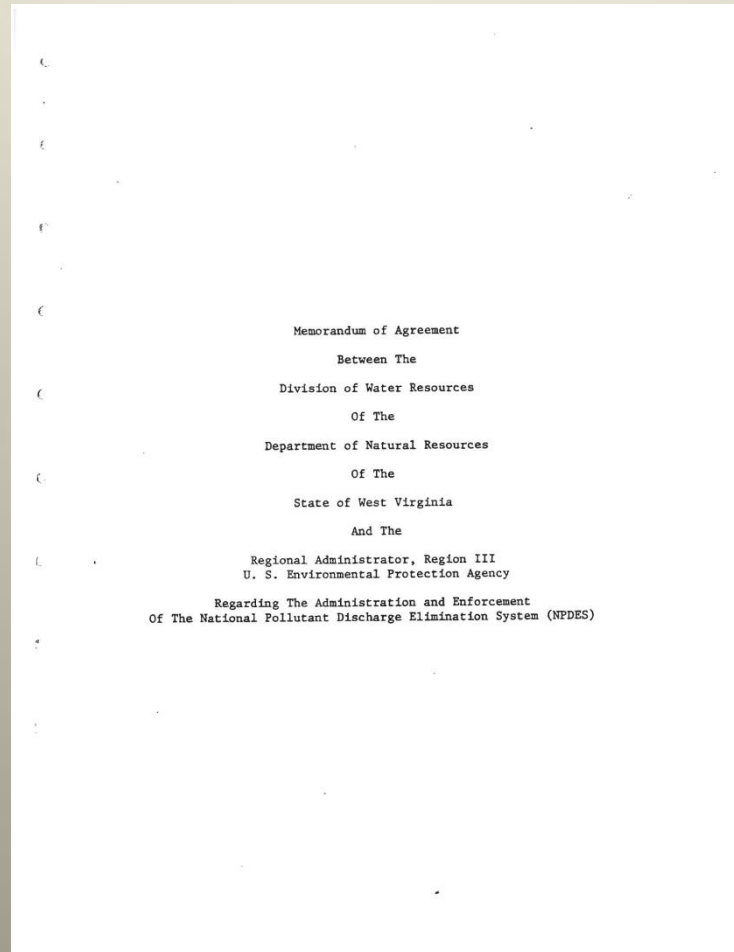 Memorandum of Agreement
Between The
Division of Water Resources
Of The
Department of Natural Resources
Of The
State of West Virginia
And The
Regional Administrator, Region III
U. S. Environmental Protection Agency
Regarding The Administration and Enforcement
Of The National Pollutant Discharge Elimination System (NPDES)